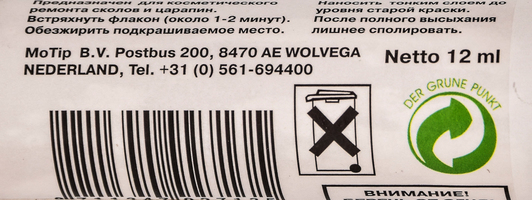 Предназначен для косметического
ремонта сколов и царапин.
Встряхнуть флакон (около 1-2 минут).
Обезжирить подкрашиваемое место.
Наносить тонким слоем до
уровня старой краски.
После полного высыхания
лишнее сполировать.
MoTip B.V. Postbus 200, 8470 AE WOLVEGA
NEDERLAND, Tel. +31 (0) 561-694400
Netto 12 ml
DER GRÜNE PUNKT
ВНИМАНИЕ!